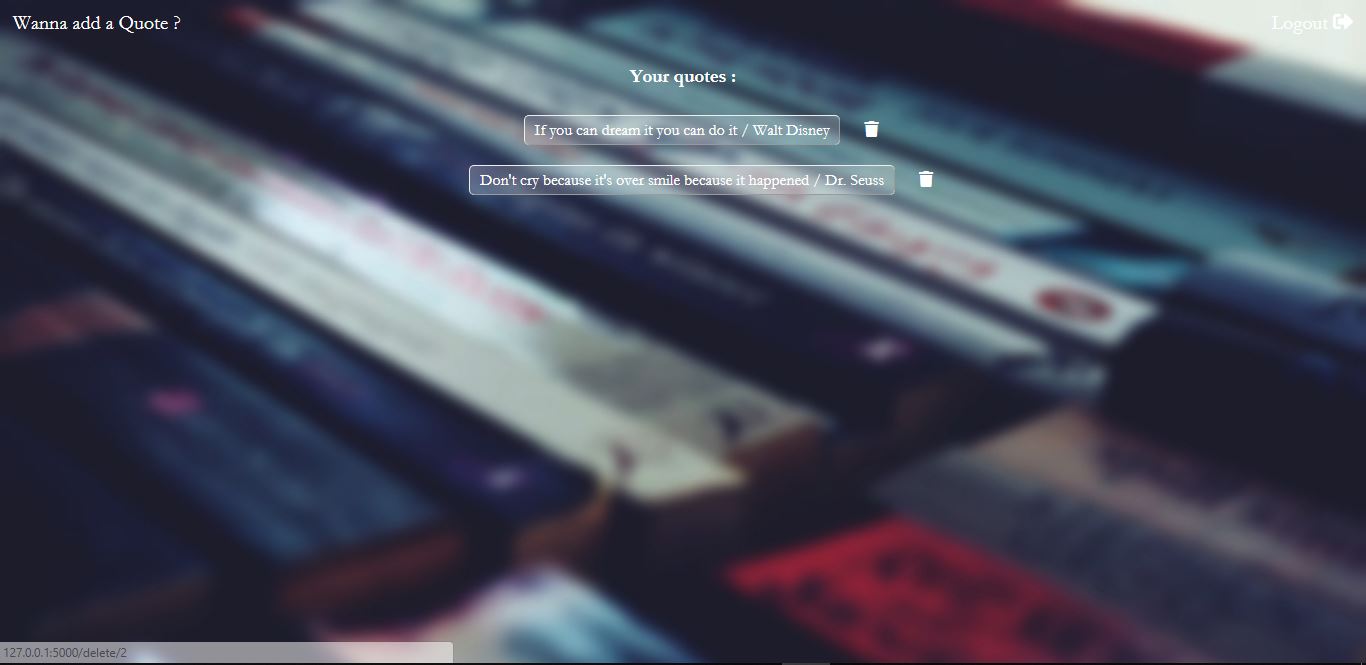 Wanna add a Quote ?
Logout
Your quotes :
If you can dream it you can do it / Walt Disney
Don't cry because it's over smile because it happened / Dr. Seuss
127.0.0.1:5000/delete/2